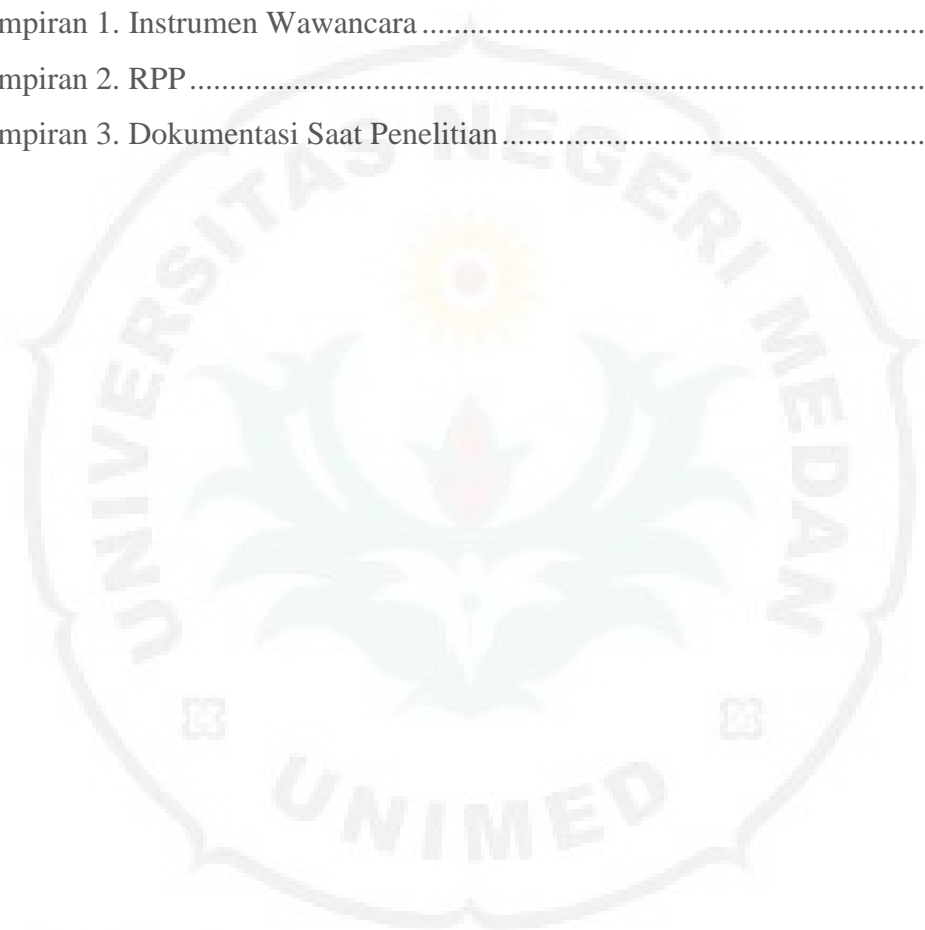 mpiran 1. Instrumen Wawancara ........................................................................
mpiran 2. RPP ........................................................................................................
mpiran 3. Dokumentasi Saat Penelitian ..............................................................
UNIVERSITAS NEGERI MEDAN
UNIMED